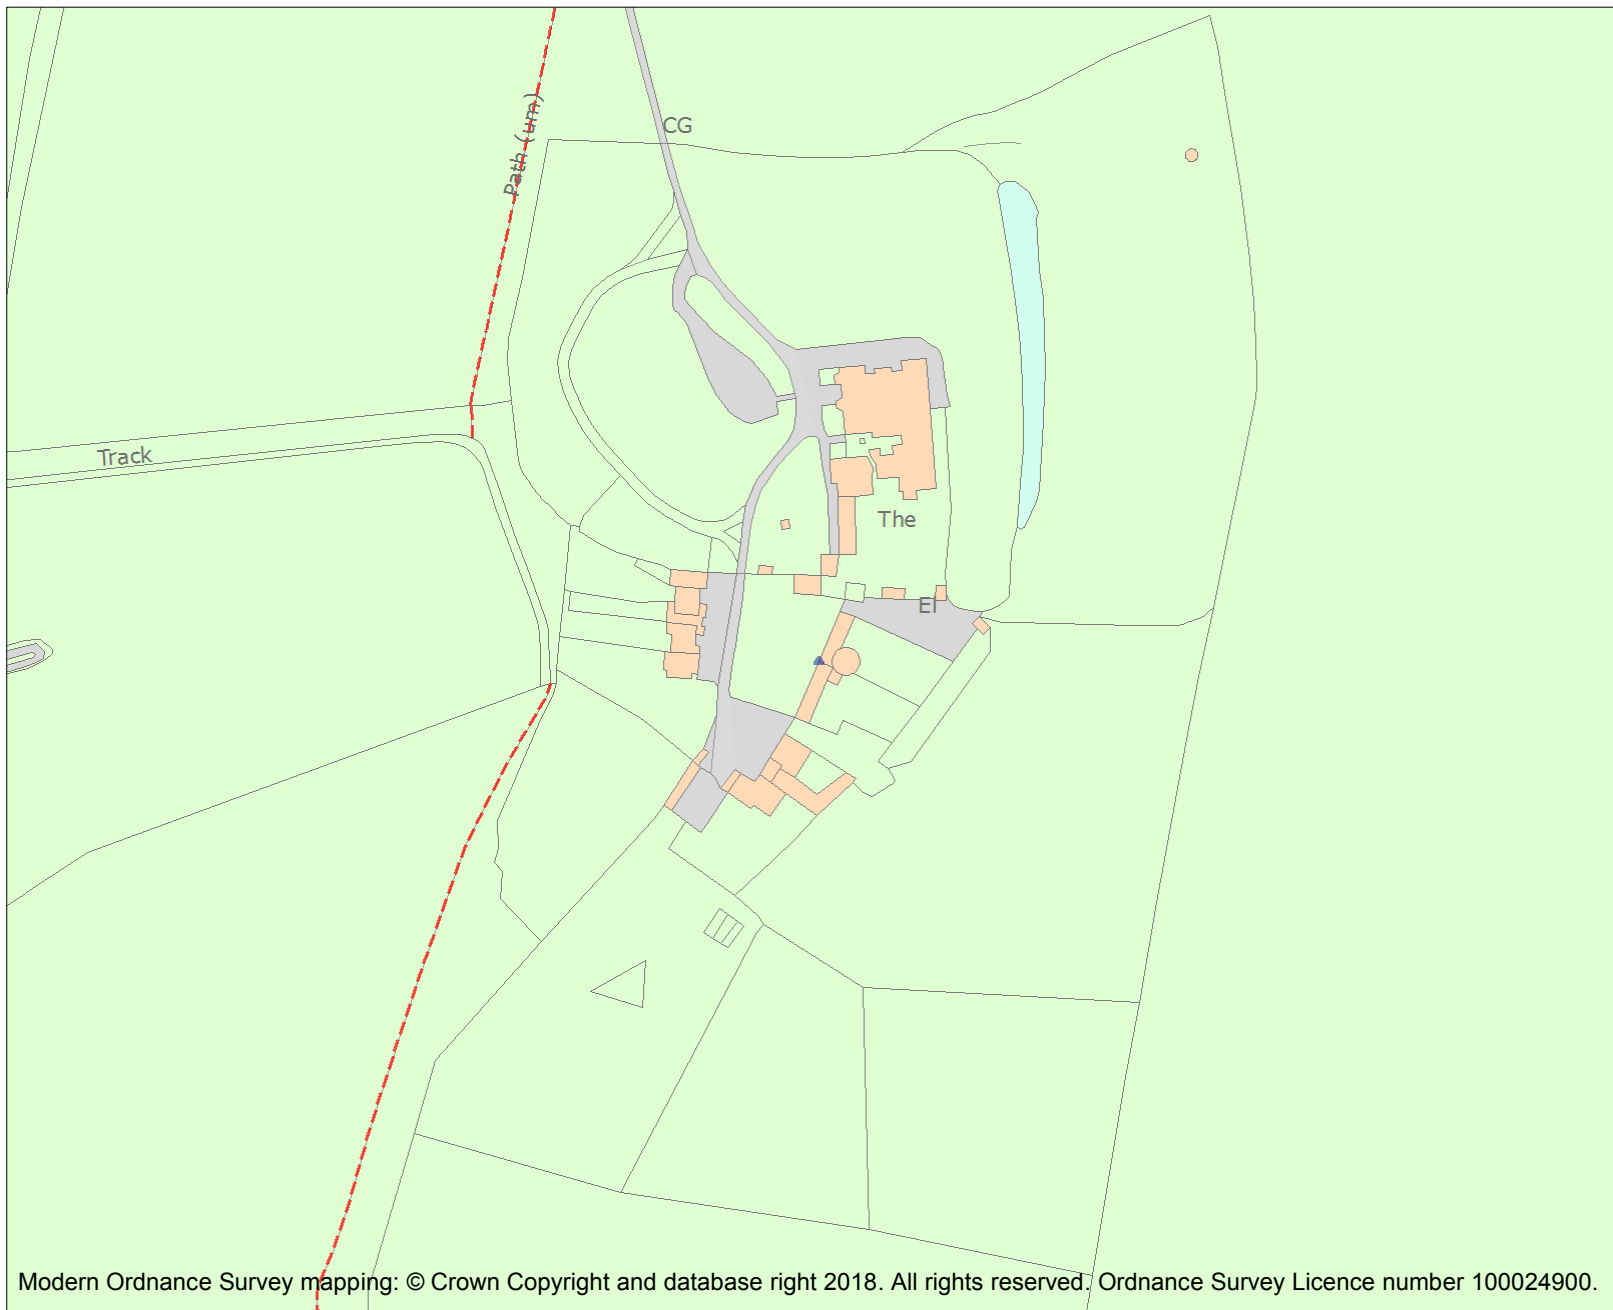 Path (um)
CG
Track
The
El
Modern Ordnance Survey mapping: © Crown Copyright and database right 2018. All rights reserved. Ordnance Survey Licence number 100024900.